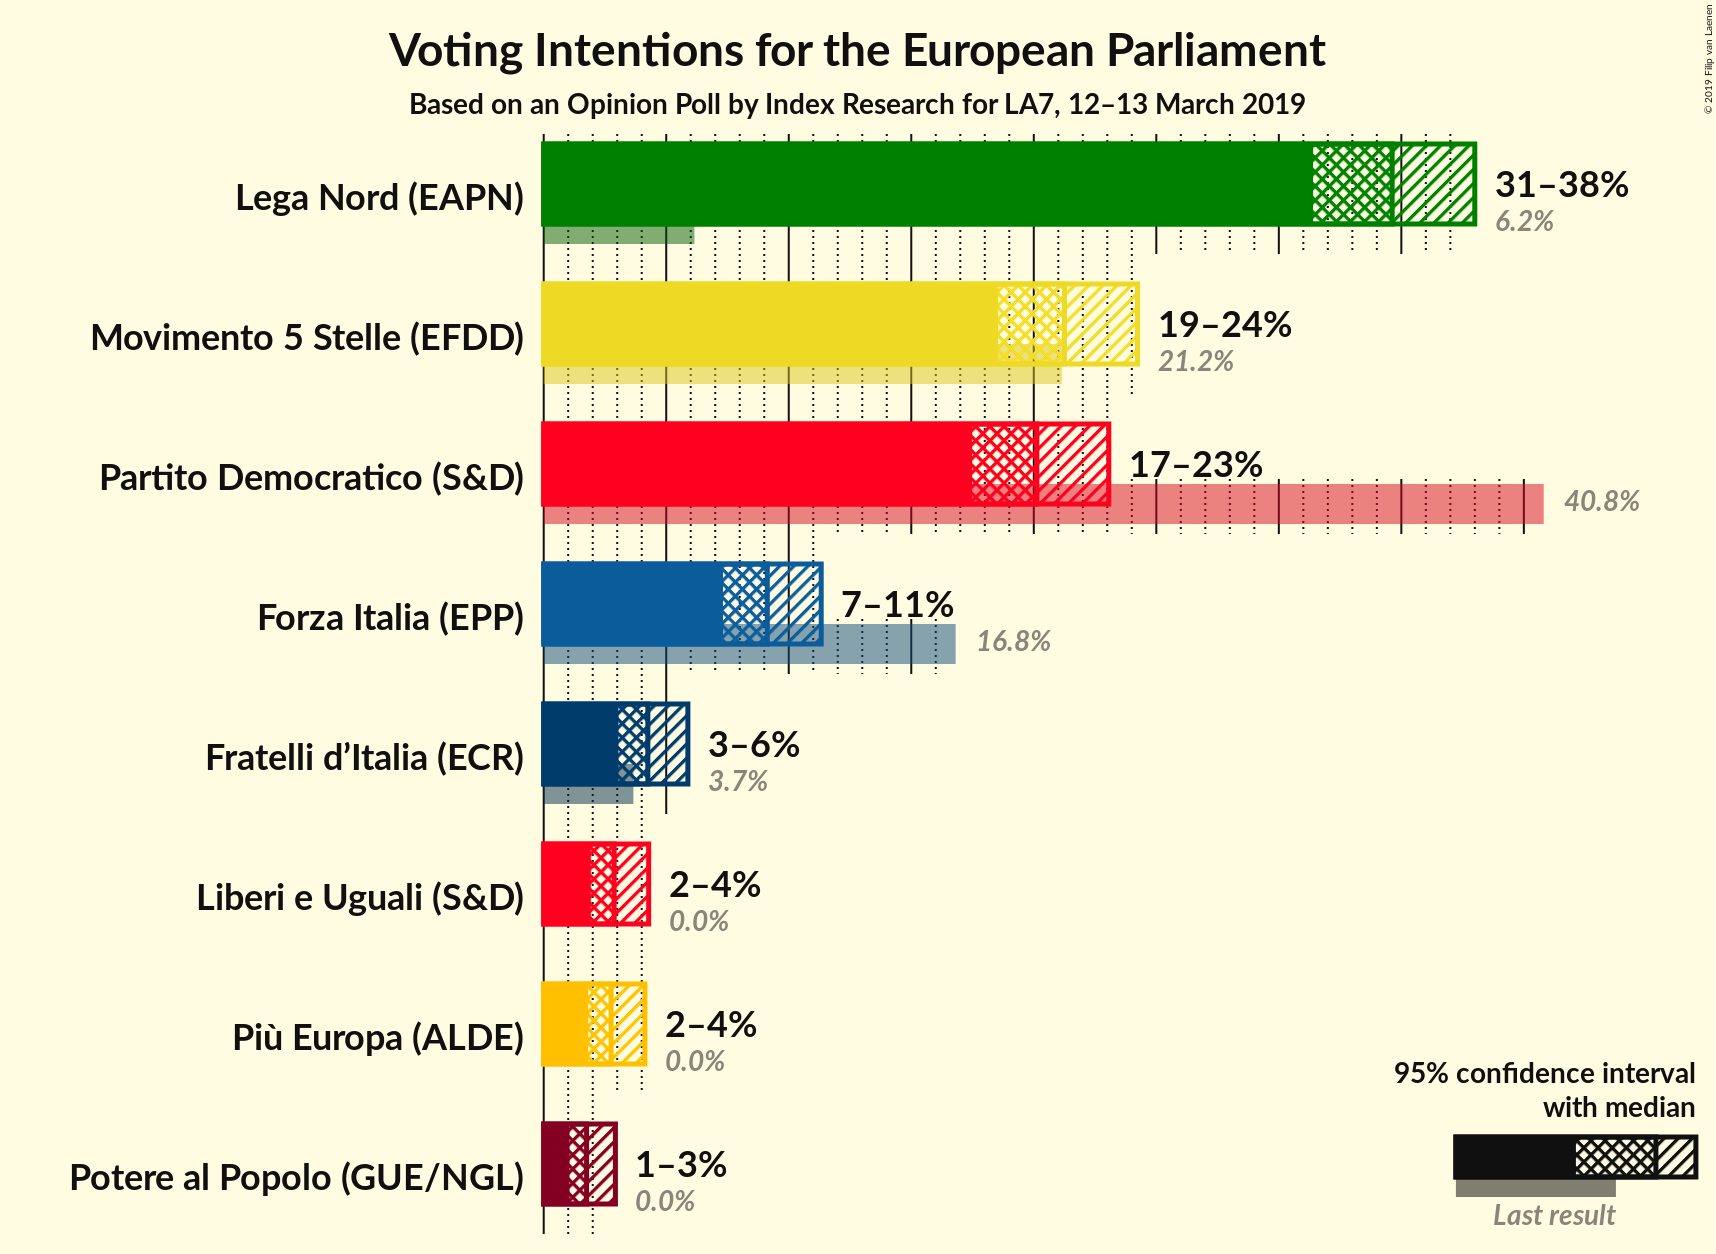 Voting Intentions for the European Parliament
Based on an Opinion Poll by Index Research for LA7, 12–13 March 2019
© 2019 Filip van Laenen
Lega Nord (EAPN)
31–38%
6.2%
Movimento 5 Stelle (EFDD)
19–24%
21.2%
Partito Democratico (S&D)
17–23%
40.8%
Forza Italia (EPP)
7–11%
16.8%
Fratelli d’Italia (ECR)
3–6%
3.7%
Liberi e Uguali (S&D)
2–4%
0.0%
Più Europa (ALDE)
2–4%
0.0%
Potere al Popolo (GUE/NGL)
1–3%
0.0%
95% confidence interval
with median
Last result